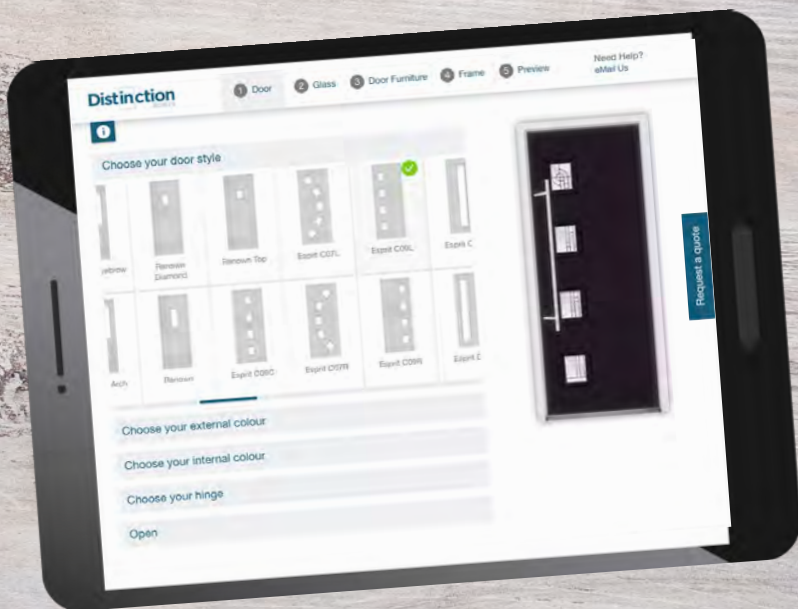 Distinction
1 Door
2 Glass
3 Door Furniture
4 Frame
5 Preview
Need Help?
eMail Us
i
Choose your door style
Renown
Diamond
Renown Top
Esprit C07L
Esprit C09L
Esprit C
Arch
Renown
Esprit C09C
Esprit C07R
Esprit C09R
Choose your external colour
Choose your internal colour
Choose your hinge
Open
Request a quote